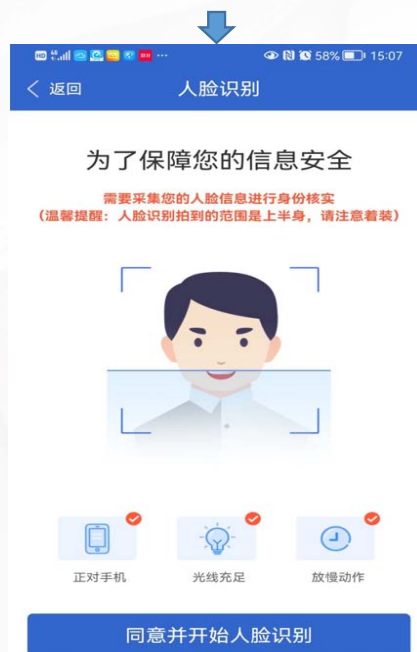 HD 58% 15:07
返回 人脸识别
为了保障您的信息安全
需要采集您的人脸信息进行身份核实
（温馨提醒：人脸识别拍到的范围是上半身，请注意着装）
正对手机 光线充足 放慢动作
同意并开始人脸识别